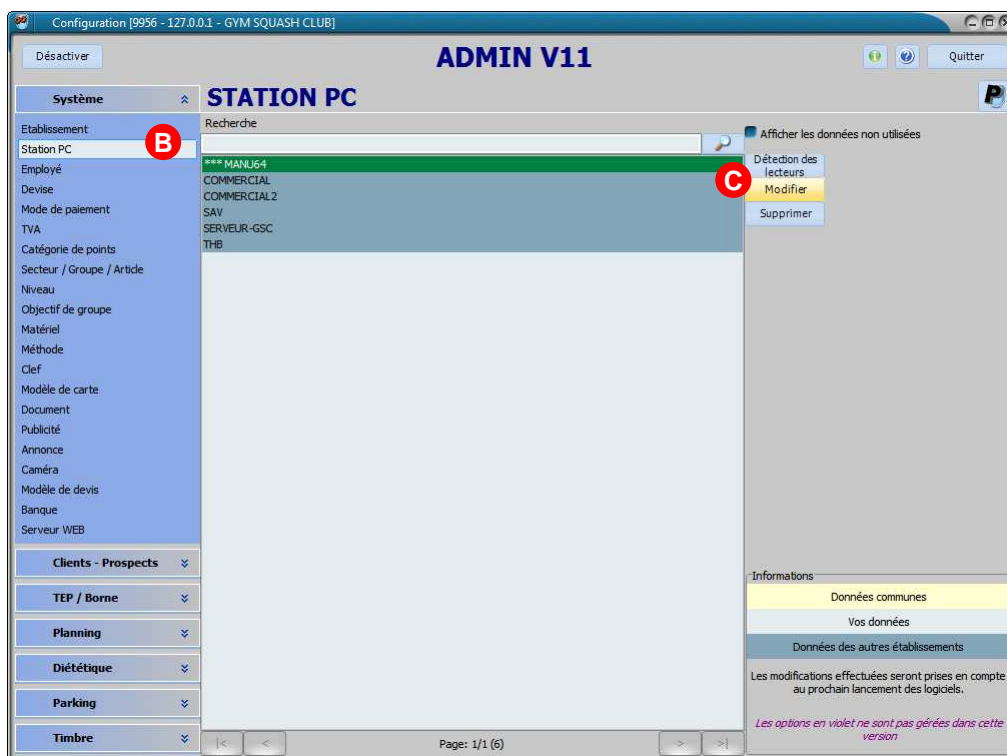 Configuration [9956 - 127.0.0.1 - GYM SQUASH CLUB]
Désactiver
ADMIN V11
Quitter
Système
STATION PC
P
Etablissement
Station PC
B
Employé
Devise
Mode de paiement
TVA
Catégorie de points
Secteur / Groupe / Article
Niveau
Objectif de groupe
Matériel
Méthode
Clef
Modèle de carte
Document
Publicité
Annonce
Caméra
Modèle de devis
Banque
Serveur WEB
Clients - Prospects
TEP / Borne
Planning
Diététique
Parking
Timbre
Recherche
*** MANU64
COMMERCIAL
COMMERCIAL2
SAV
SERVEUR-GSC
THB
|<
<
Page: 1/1 (6)
>
>|
Afficher les données non utilisées
Détection des
lecteurs
C
Modifier
Supprimer
Informations
Données communes
Vos données
Données des autres établissements
Les modifications effectuées seront prises en compte
au prochain lancement des logiciels.
Les options en violet ne sont pas gérées dans cette
version